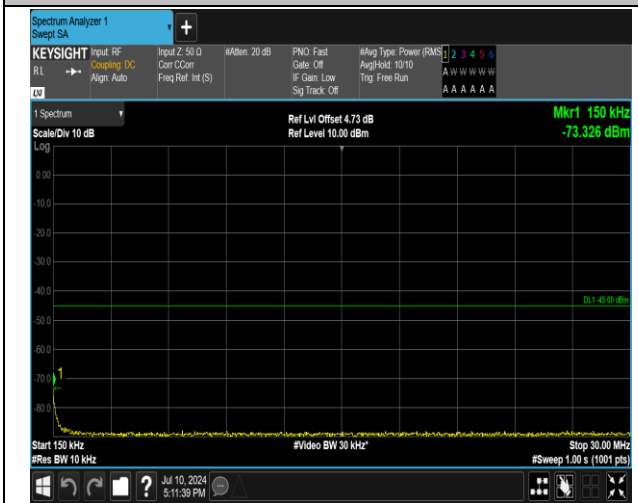 Spectrum Analyzer 1
Swept SA
+
KEYSIGHT
RL
Input: RF
Coupling: DC
Align: Auto
Input Z: 50 Ω
Corr CCorr
Freq Ref: Int (S)
#Atten: 20 dB
PNO: Fast
Gate: Off
IF Gain: Low
Sig Track: Off
#Avg Type: Power (RMS
Avg|Hold: 10/10
Trig: Free Run
1 2 3 4 5 6
A W W W W W
A A A A A A
LXI
1 Spectrum
Scale/Div 10 dB
Log
Ref Lvl Offset 4.73 dB
Ref Level 10.00 dBm
Mkr1 150 kHz
-73.326 dBm
0.00
-10.0
-20.0
-30.0
-40.0
DL1 -45.00 dBm
-50.0
-60.0
-70.0
1
-80.0
Start 150 kHz
#Video BW 30 kHz*
Stop 30.00 MHz
#Res BW 10 kHz
#Sweep 1.00 s (1001 pts)
?
Jul 10, 2024
5:11:39 PM